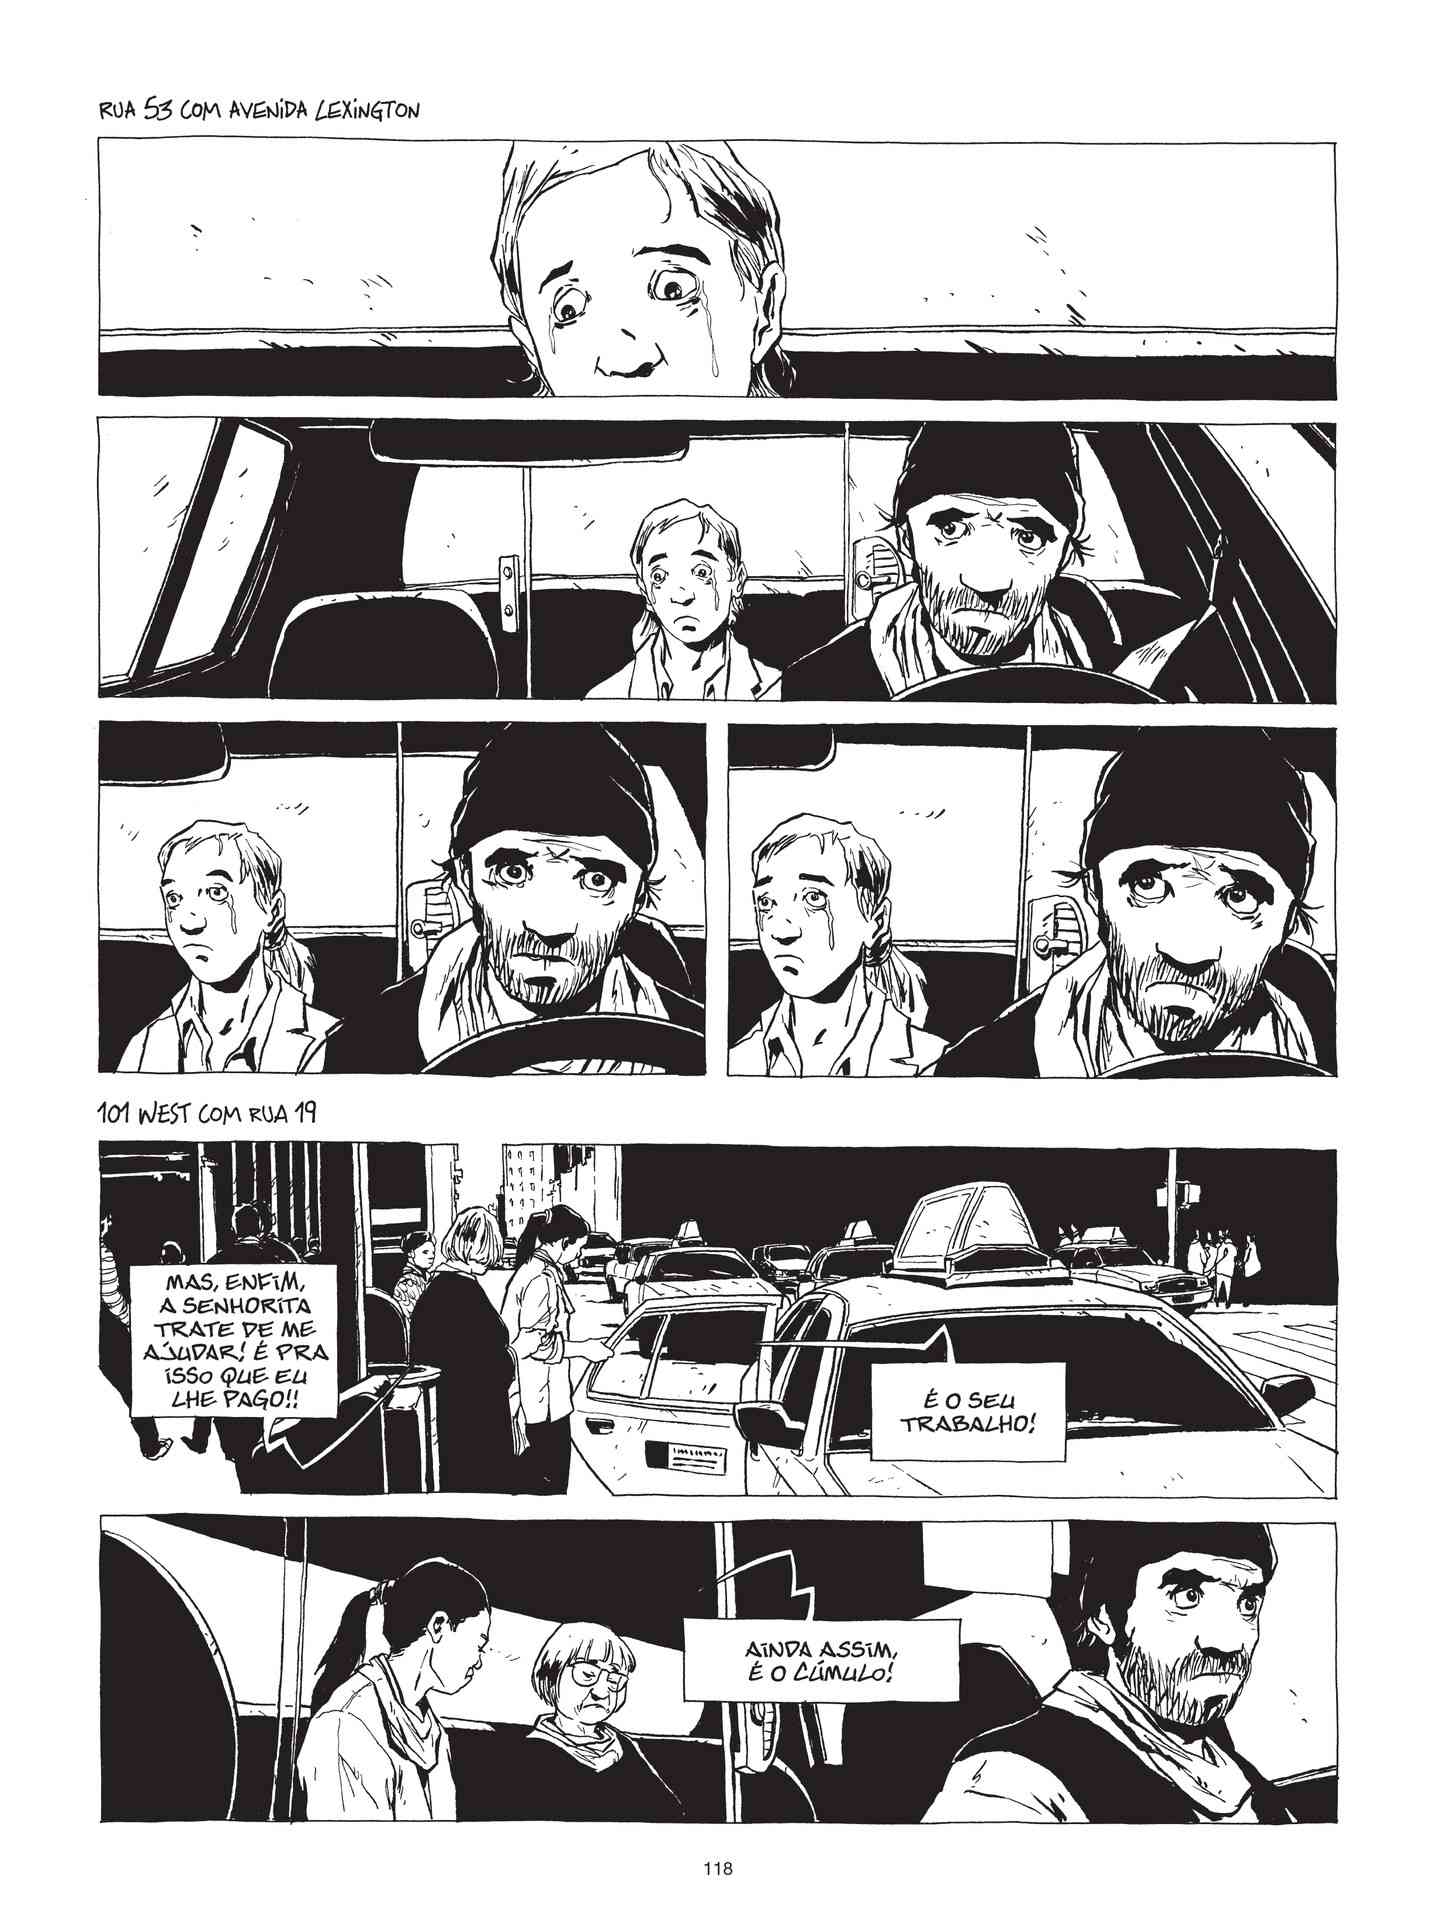 RUA 53 COM AVENIDA LEXINGTON
101 WEST COM RUA 19
MAS, ENFIM,
A SENHORITA
TRATE DE ME
AJUDAR! É PRA
ISSO QUE EU
LHE PAGO!!
É O SEU
TRABALHO!
AINDA ASSIM,
É O CÚMULO!
118